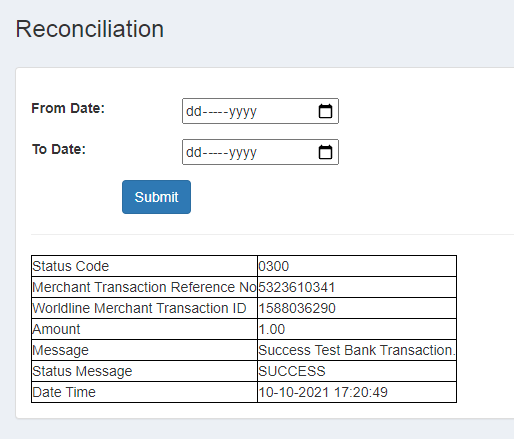 Reconciliation
From Date: dd-----yyyy
To Date: dd-----yyyy
Submit
Status Code 0300
Merchant Transaction Reference No 5323610341
Worldline Merchant Transaction ID 1588036290
Amount 1.00
Message Success Test Bank Transaction.
Status Message SUCCESS
Date Time 10-10-2021 17:20:49